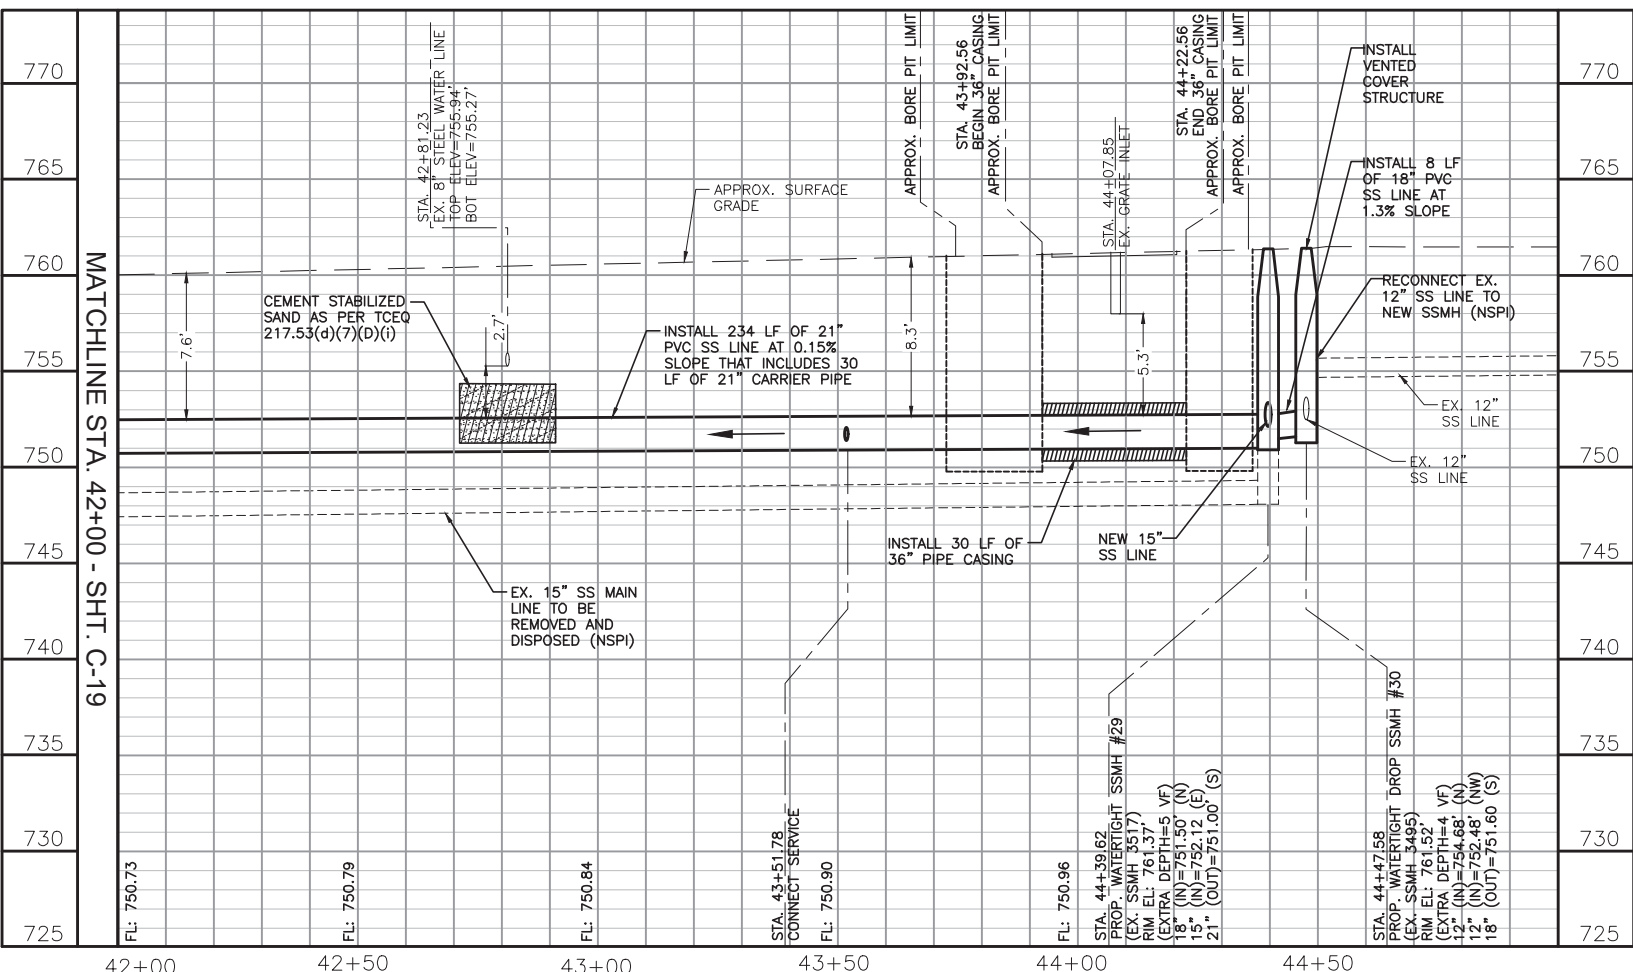 770
765
760
755
750
745
740
735
730
725
MATCHLINE STA. 42+00 - SHT. C-19
STA. 42+81.23
EX. 8" STEEL WATER LINE
TOP ELEV=755.94'
BOT ELEV=755.27'
APPROX. SURFACE
GRADE
APPROX. BORE PIT LIMIT
STA. 43+92.56
BEGIN 36" CASING
APPROX. BORE PIT LIMIT
STA. 44+07.85
EX. GRATE INLET
STA. 44+22.56
END 36" CASING
APPROX. BORE PIT LIMIT
APPROX. BORE PIT LIMIT
INSTALL
VENTED
COVER
STRUCTURE
INSTALL 8 LF
OF 18" PVC
SS LINE AT
1.3% SLOPE
RECONNECT EX.
12" SS LINE TO
NEW SSMH (NSPI)
CEMENT STABILIZED
SAND AS PER TCEQ
217.53(d)(7)(D)(i)
7.6'
2.7'
INSTALL 234 LF OF 21"
PVC SS LINE AT 0.15%
SLOPE THAT INCLUDES 30
LF OF 21" CARRIER PIPE
8.3'
5.3'
EX. 12"
SS LINE
EX. 12"
SS LINE
INSTALL 30 LF OF
36" PIPE CASING
NEW 15"
SS LINE
EX. 15" SS MAIN
LINE TO BE
REMOVED AND
DISPOSED (NSPI)
FL: 750.73
FL: 750.79
FL: 750.84
STA. 43+51.78
CONNECT SERVICE
FL: 750.90
FL: 750.96
STA. 44+39.62
PROP. WATERTIGHT SSMH #29
(EX. SSMH 3517)
RIM EL: 761.37'
(EXTRA DEPTH=5 VF)
18" (IN)=751.50' (N)
15" (IN)=752.12 (E)
21" (OUT)=751.00' (S)
STA. 44+47.58
PROP. WATERTIGHT DROP SSMH #30
(EX. SSMH 3495)
RIM EL: 761.52'
(EXTRA DEPTH=4 VF)
12" (IN)=754.68' (N)
12" (IN)=752.48' (NW)
18" (OUT)=751.60 (S)
770
765
760
755
750
745
740
735
730
725
42+00
42+50
43+00
43+50
44+00
44+50